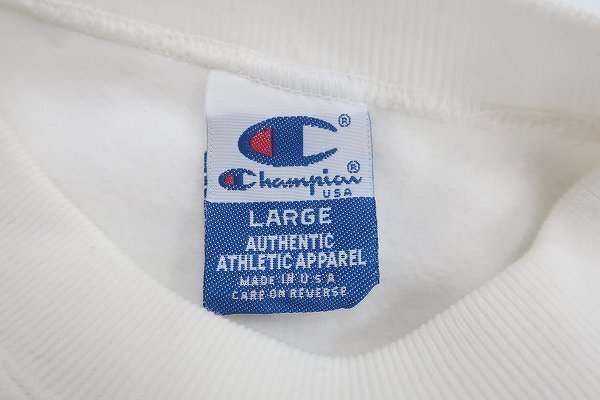 ®
Champion®
USA
LARGE
AUTHENTIC
ATHLETIC APPAREL
MADE IN U.S.A
CARE ON REVERSE